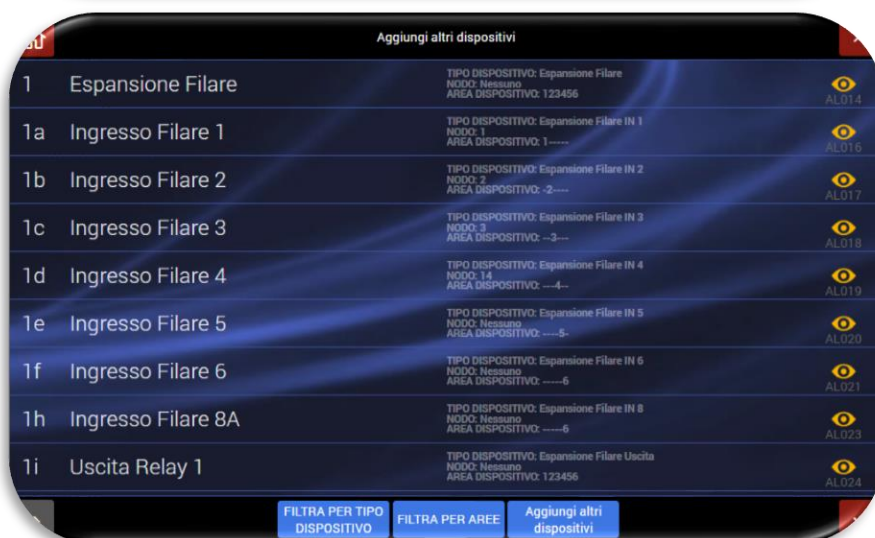 Aggiungi altri dispositivi
1 Espansione Filare TIPO DISPOSITIVO: Espansione Filare
NODO: Nessuno
AREA DISPOSITIVO: 123456
AL014
1a Ingresso Filare 1 TIPO DISPOSITIVO: Espansione Filare IN 1
NODO: 1
AREA DISPOSITIVO: 1-----
AL016
1b Ingresso Filare 2 TIPO DISPOSITIVO: Espansione Filare IN 2
NODO: 2
AREA DISPOSITIVO: -2----
AL017
1c Ingresso Filare 3 TIPO DISPOSITIVO: Espansione Filare IN 3
NODO: 3
AREA DISPOSITIVO: --3---
AL018
1d Ingresso Filare 4 TIPO DISPOSITIVO: Espansione Filare IN 4
NODO: 14
AREA DISPOSITIVO: ---4--
AL019
1e Ingresso Filare 5 TIPO DISPOSITIVO: Espansione Filare IN 5
NODO: Nessuno
AREA DISPOSITIVO: ----5-
AL020
1f Ingresso Filare 6 TIPO DISPOSITIVO: Espansione Filare IN 6
NODO: Nessuno
AREA DISPOSITIVO: -----6
AL021
1h Ingresso Filare 8A TIPO DISPOSITIVO: Espansione Filare IN 8
NODO: Nessuno
AREA DISPOSITIVO: -----6
AL023
1i Uscita Relay 1 TIPO DISPOSITIVO: Espansione Filare Uscita
NODO: Nessuno
AREA DISPOSITIVO: 123456
AL024
FILTRA PER TIPO
DISPOSITIVO
FILTRA PER AREE
Aggiungi altri
dispositivi